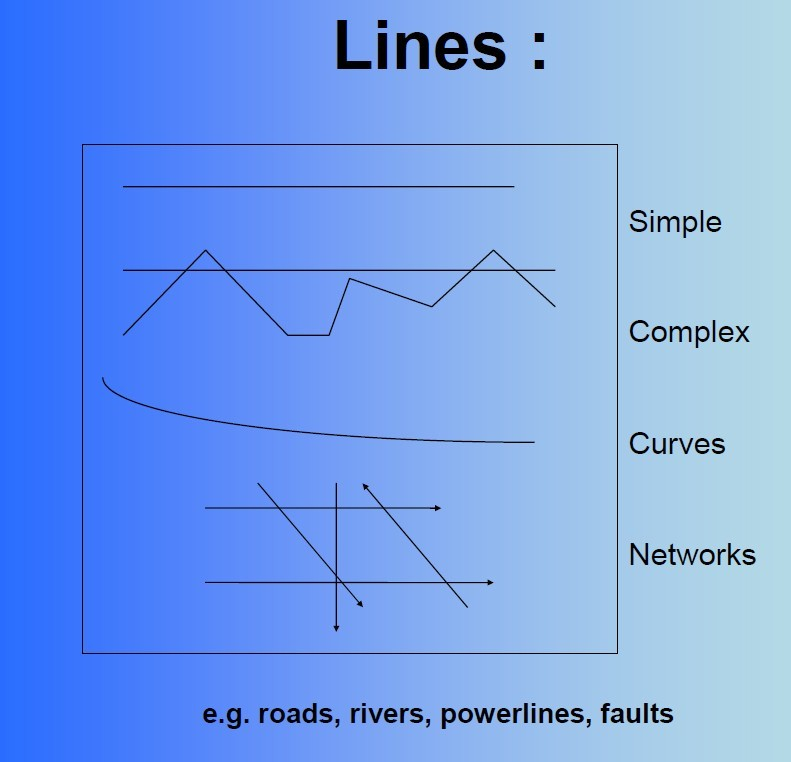 Lines :
Simple
Complex
Curves
Networks
e.g. roads, rivers, powerlines, faults